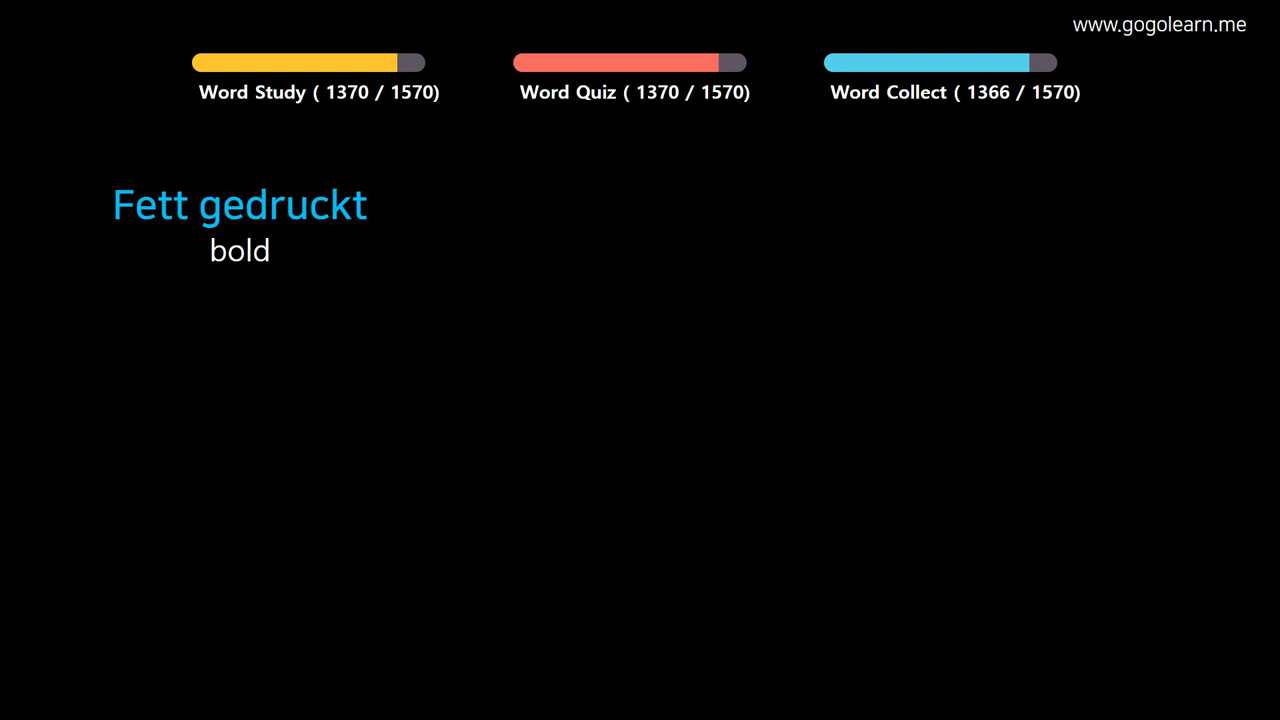 www.gogolearn.me
Word Study ( 1370 / 1570)
Word Quiz ( 1370 / 1570)
Word Collect ( 1366 / 1570)
Fett gedruckt
bold